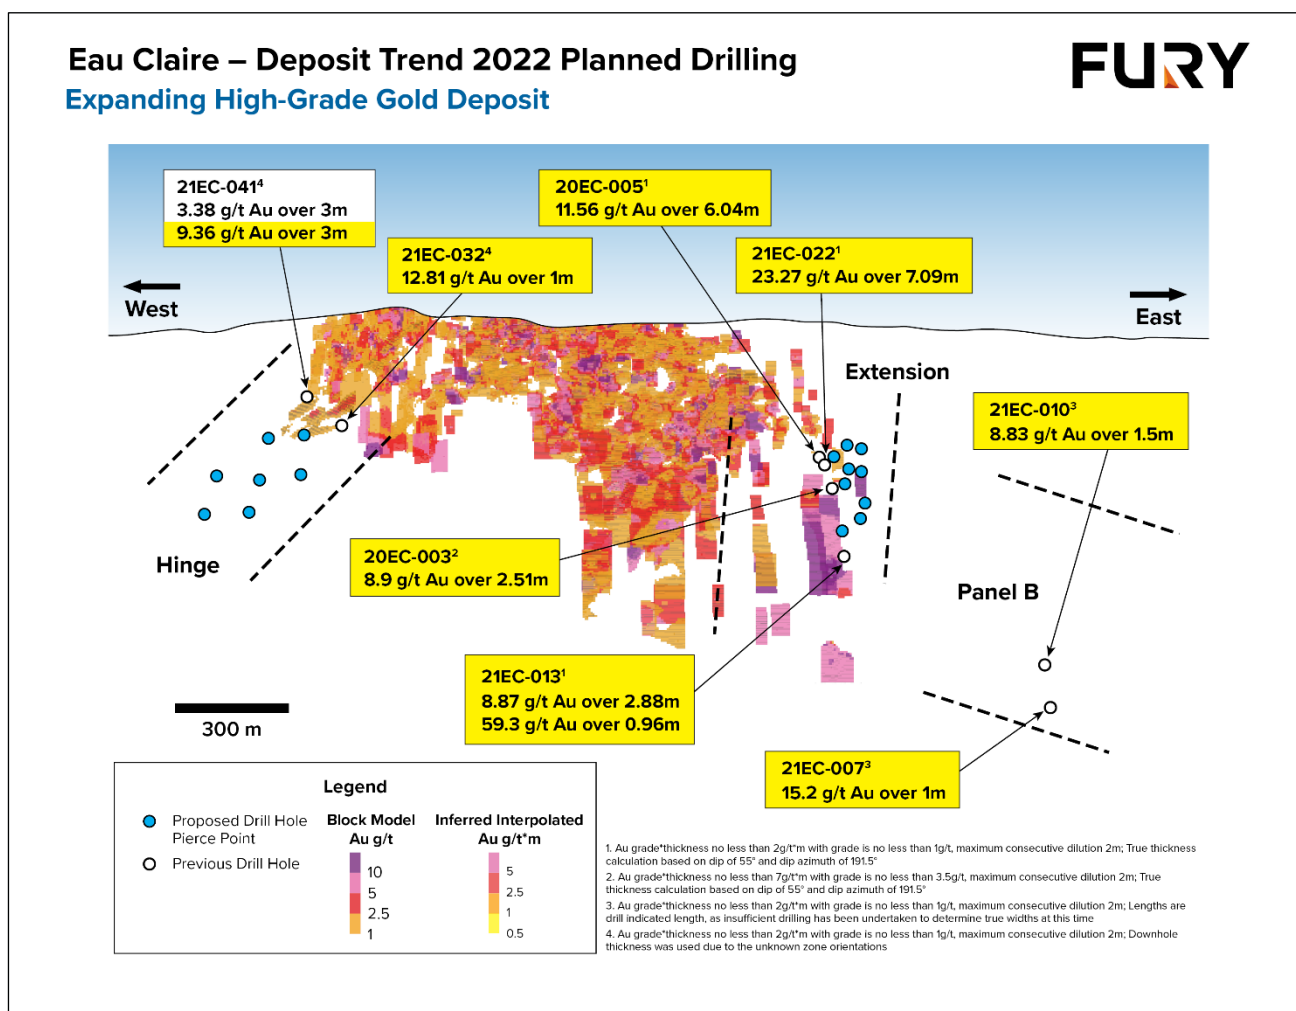 Eau Claire – Deposit Trend 2022 Planned Drilling
Expanding High-Grade Gold Deposit
FURY
21EC-041⁴
3.38 g/t Au over 3m
9.36 g/t Au over 3m
20EC-005¹
11.56 g/t Au over 6.04m
21EC-032⁴
12.81 g/t Au over 1m
21EC-022¹
23.27 g/t Au over 7.09m
West
East
Extension
21EC-010³
8.83 g/t Au over 1.5m
Hinge
20EC-003²
8.9 g/t Au over 2.51m
Panel B
21EC-013¹
8.87 g/t Au over 2.88m
59.3 g/t Au over 0.96m
300 m
21EC-007³
15.2 g/t Au over 1m
Legend
Proposed Drill Hole
Pierce Point
Previous Drill Hole
Block Model
Au g/t
10
5
2.5
1
Inferred Interpolated
Au g/t*m
5
2.5
1
0.5
1. Au grade*thickness no less than 2g/t*m with grade is no less than 1g/t, maximum consecutive dilution 2m; True thickness
calculation based on dip of 55° and dip azimuth of 191.5°
2. Au grade*thickness no less than 7g/t*m with grade is no less than 3.5g/t, maximum consecutive dilution 2m; True
thickness calculation based on dip of 55° and dip azimuth of 191.5°
3. Au grade*thickness no less than 2g/t*m with grade is no less than 1g/t, maximum consecutive dilution 2m; Lengths are
drill indicated length, as insufficient drilling has been undertaken to determine true widths at this time
4. Au grade*thickness no less than 2g/t*m with grade is no less than 1g/t, maximum consecutive dilution 2m; Downhole
thickness was used due to the unknown zone orientations